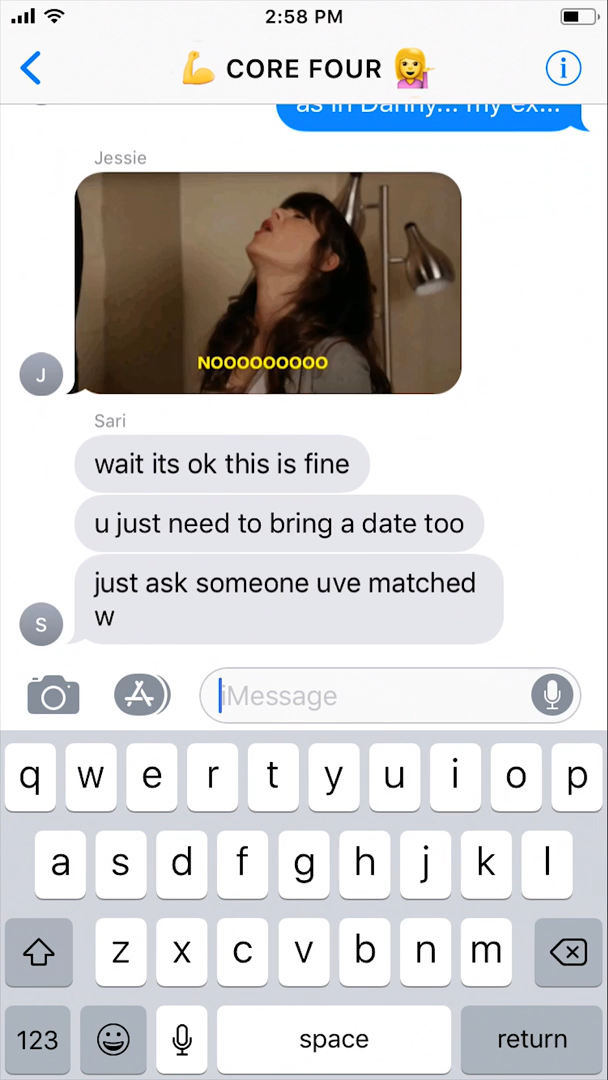 2:58 PM
💪 CORE FOUR 💁
as in Danny... my ex...
Jessie
NOOOOOOOOO
J
Sari
wait its ok this is fine
u just need to bring a date too
just ask someone uve matched
w
S
iMessage
q w e r t y u i o p
a s d f g h j k l
z x c v b n m
123 space return